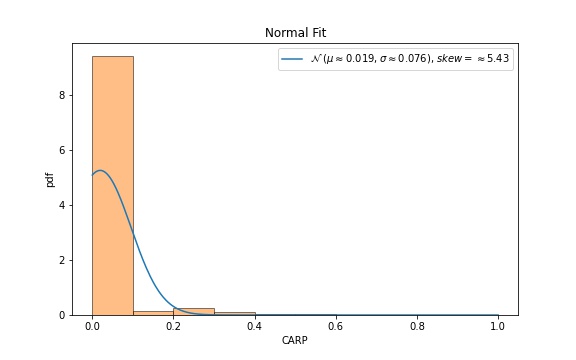 Normal Fit
𝒩 (μ ≈ 0.019, σ ≈ 0.076), skew = ≈ 5.43
pdf
8
6
4
2
0
0.0 0.2 0.4 0.6 0.8 1.0
CARP